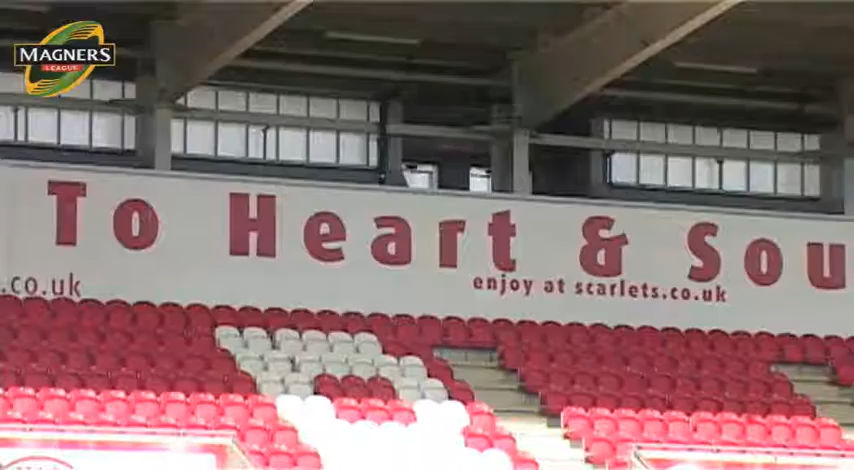 MAGNERS
LEAGUE
To Heart & Sou
.co.uk
enjoy at scarlets.co.uk